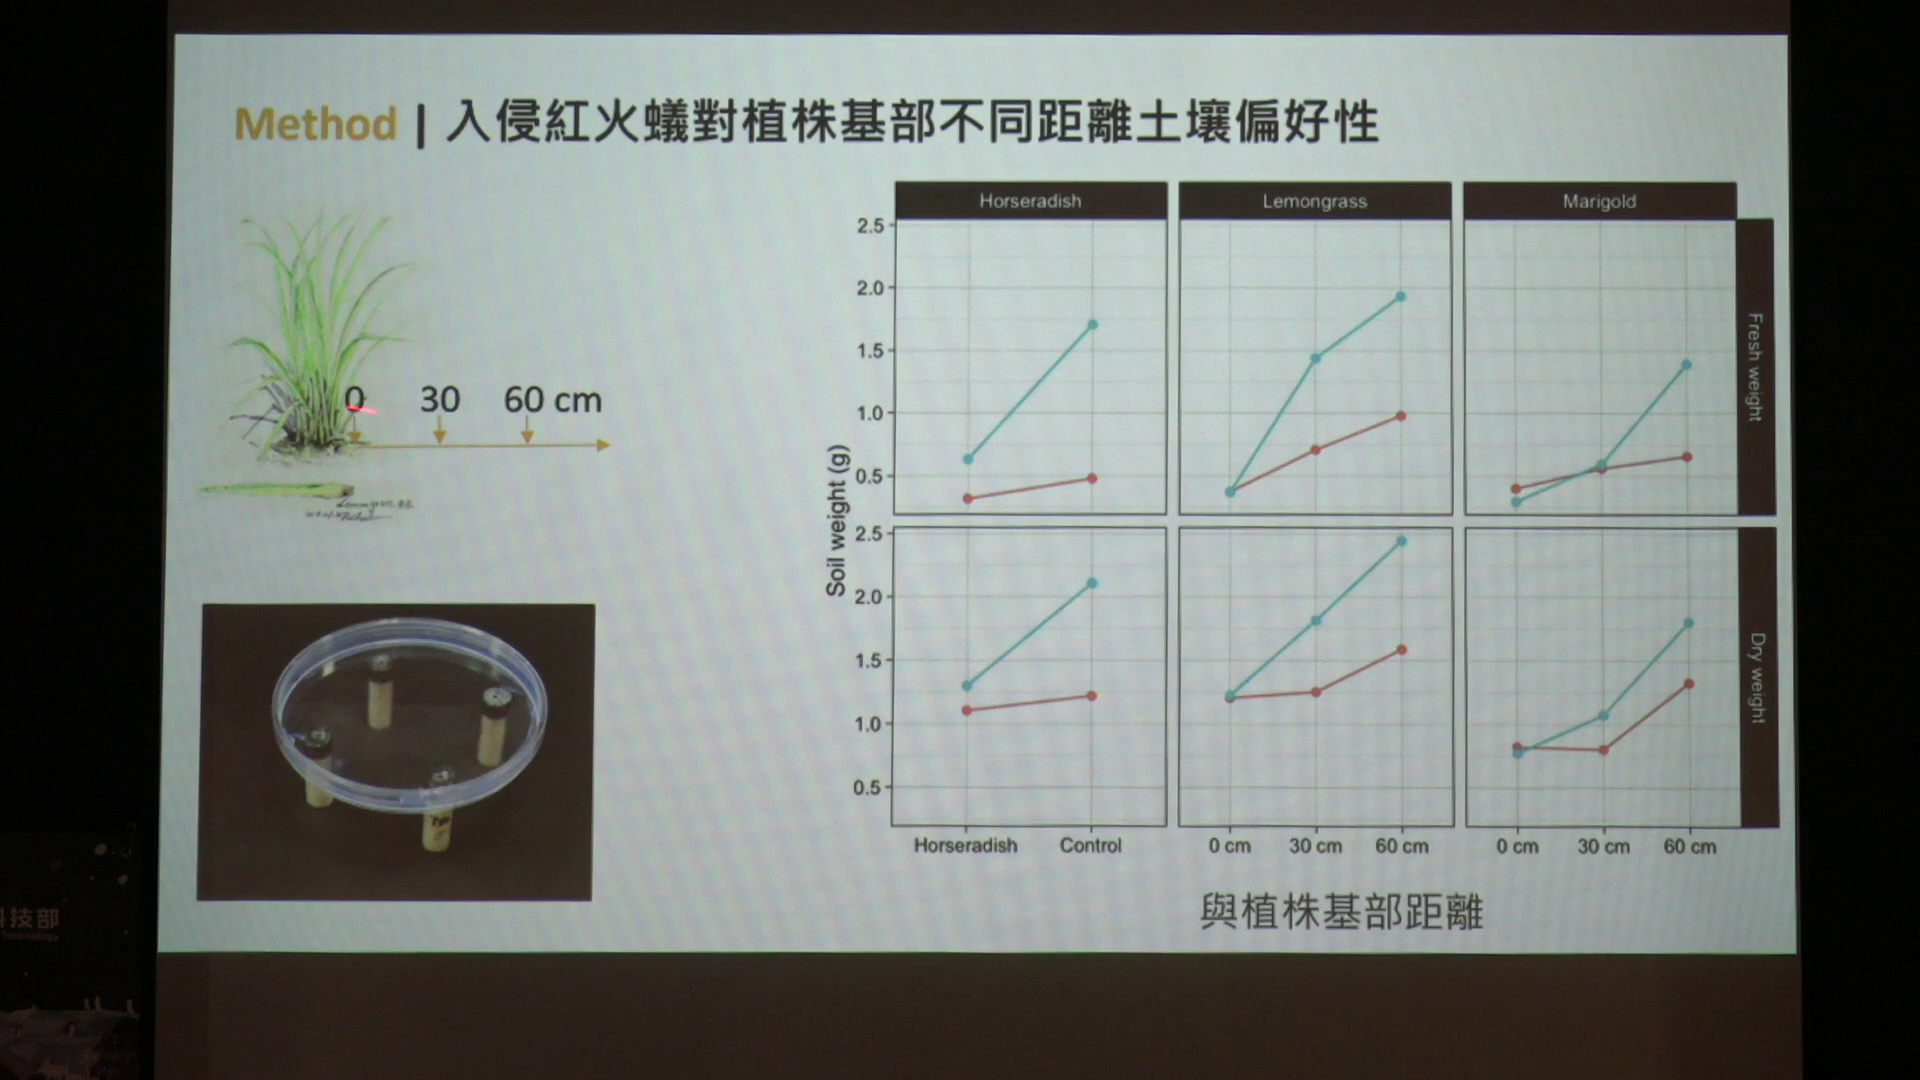 Method | 入侵紅火蟻對植株基部不同距離土壤偏好性
0 30 60 cm
Horseradish Lemongrass Marigold
Soil weight (g)
2.5
2.0
1.5
1.0
0.5
Fresh weight
2.5
2.0
1.5
1.0
0.5
Dry weight
Horseradish Control 0 cm 30 cm 60 cm 0 cm 30 cm 60 cm
與植株基部距離
科技部
Technology